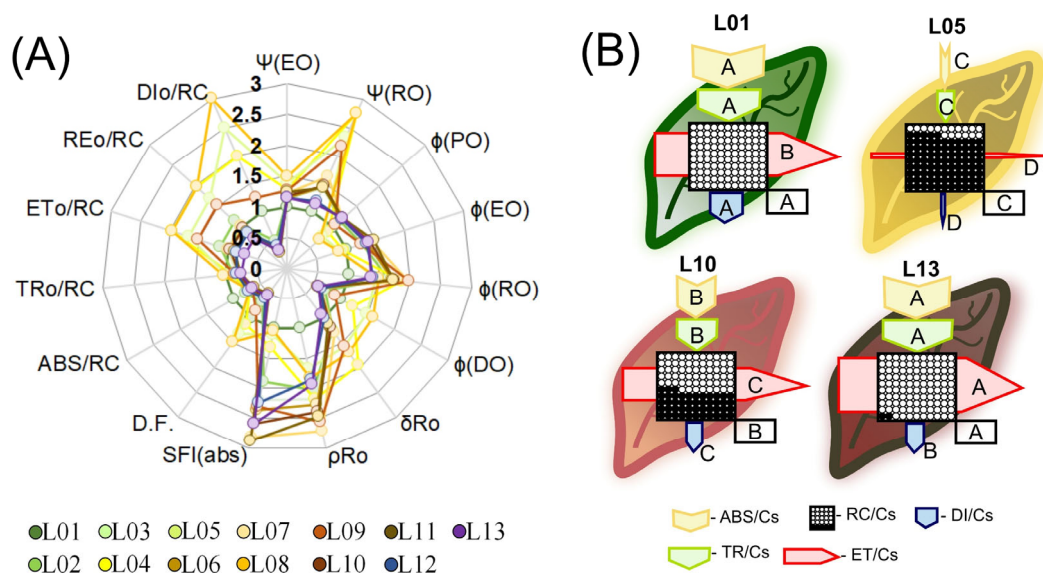 (A)
Ψ(EO)
Ψ(RO)
ϕ(PO)
ϕ(EO)
ϕ(RO)
ϕ(DO)
δRo
ρRo
SFI(abs)
D.F.
ABS/RC
TRo/RC
ETo/RC
REo/RC
DIo/RC
3
2.5
2
1.5
1
0.5
0
L01 L03 L05 L07 L09 L11 L13
L02 L04 L06 L08 L10 L12
(B)
L01
A
A
B
A
A
L05
C
C
D
D
C
L10
B
B
C
C
B
L13
A
A
A
B
A
- ABS/Cs - RC/Cs - DI/Cs
- TR/Cs - ET/Cs